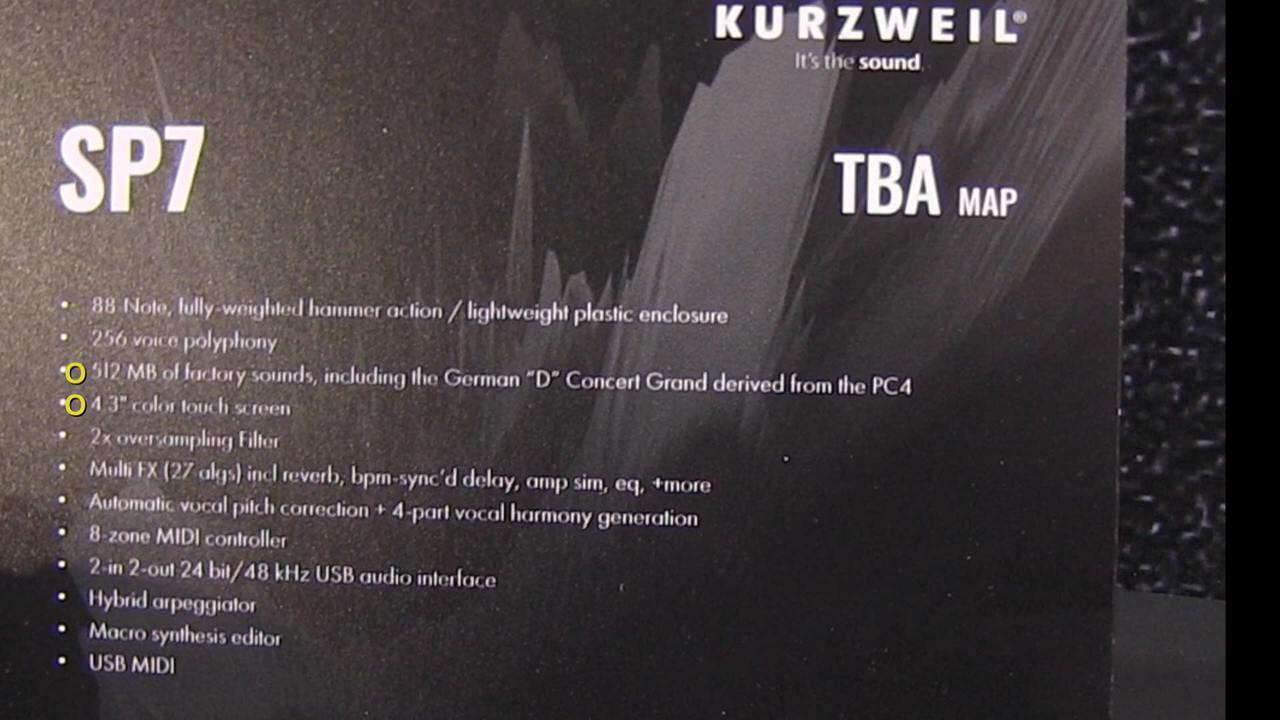 KURZWEIL®
It's the sound.
SP7
TBA MAP
• 88-Note, fully-weighted hammer action / lightweight plastic enclosure
• 256 voice polyphony
• O 512 MB of factory sounds, including the German "D" Concert Grand derived from the PC4
• O 4.3" color touch screen
• 2x oversampling Filter
• Multi FX (27 algs) incl reverb, bpm-sync'd delay, amp sim, eq, +more
• Automatic vocal pitch correction + 4-part vocal harmony generation
• 8-zone MIDI controller
• 2-in 2-out 24 bit/48 kHz USB audio interface
• Hybrid arpeggiator
• Macro synthesis editor
• USB MIDI